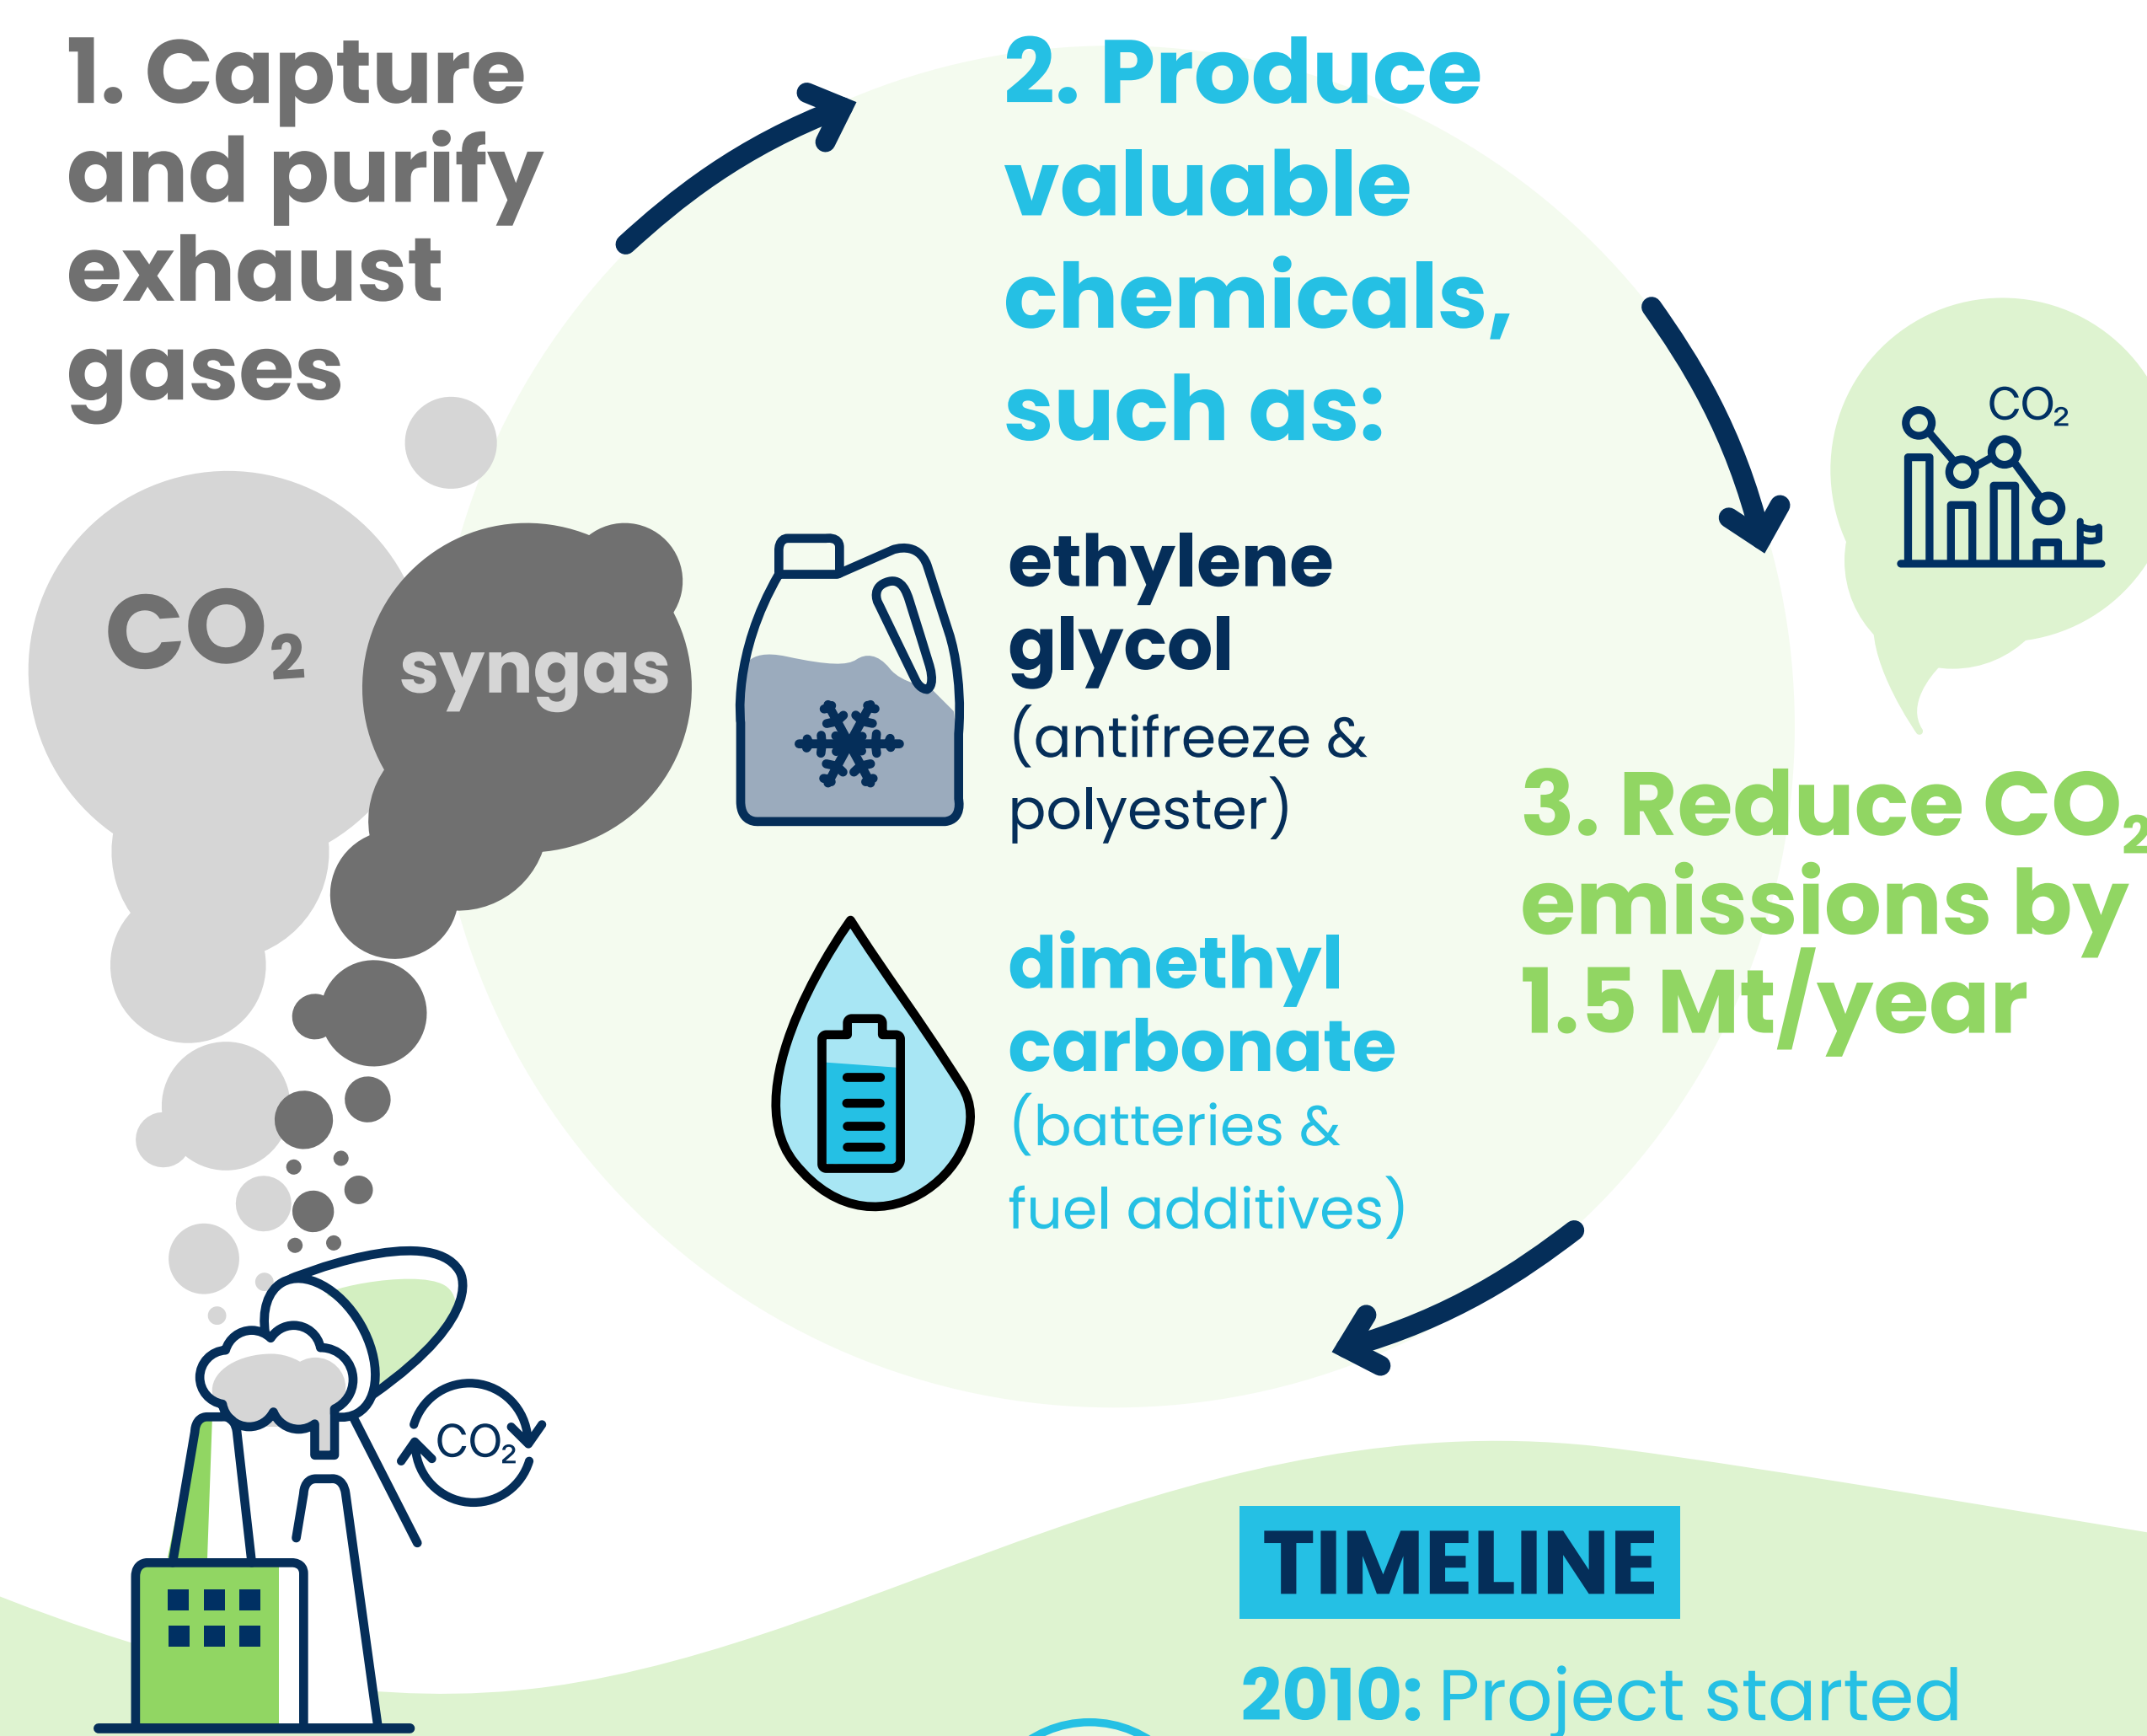 1. Capture
and purify
exhaust
gases
CO₂
syngas
2. Produce
valuable
chemicals,
such as:
ethylene
glycol
(antifreeze &
polyester)
dimethyl
carbonate
(batteries &
fuel additives)
CO₂
3. Reduce CO₂
emissions by
1.5 Mt/year
CO₂
TIMELINE
2010: Project started